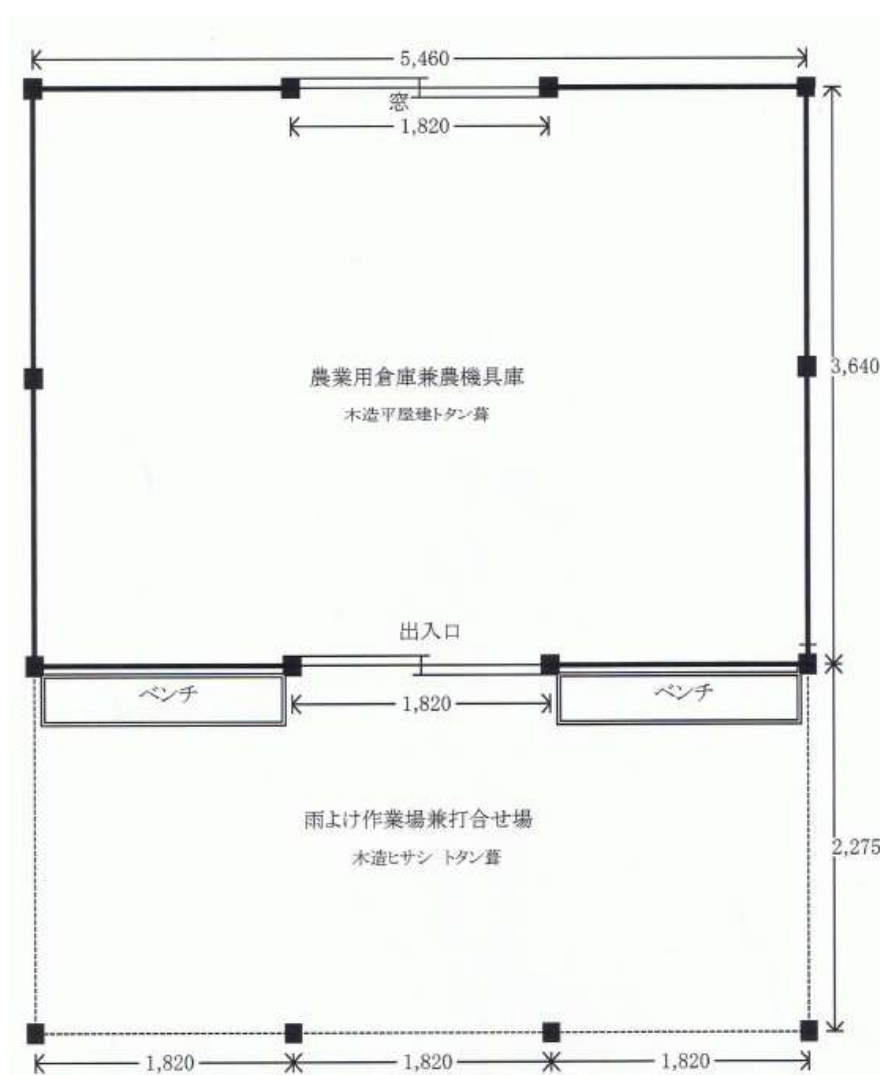 5,460
窓
1,820
3,640
農業用倉庫兼農機具庫
木造平屋建トタン葺
出入口
ベンチ
1,820
ベンチ
雨よけ作業場兼打合せ場
木造ヒサシ トタン葺
2,275
1,820
1,820
1,820